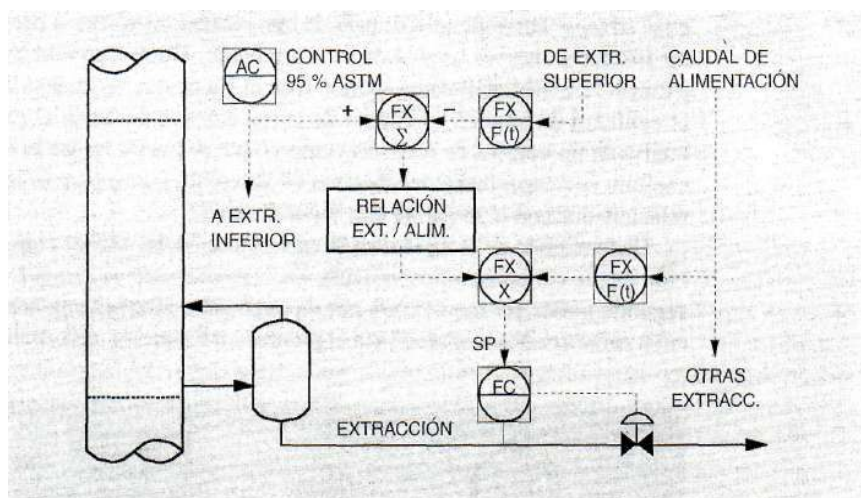 AC
CONTROL
95 % ASTM
DE EXTR.
SUPERIOR
CAUDAL DE
ALIMENTACIÓN
+
FX
Σ
−
FX
F(t)
A EXTR.
INFERIOR
RELACIÓN
EXT. / ALIM.
FX
X
FX
F(t)
SP
FC
OTRAS
EXTRACC.
EXTRACCIÓN